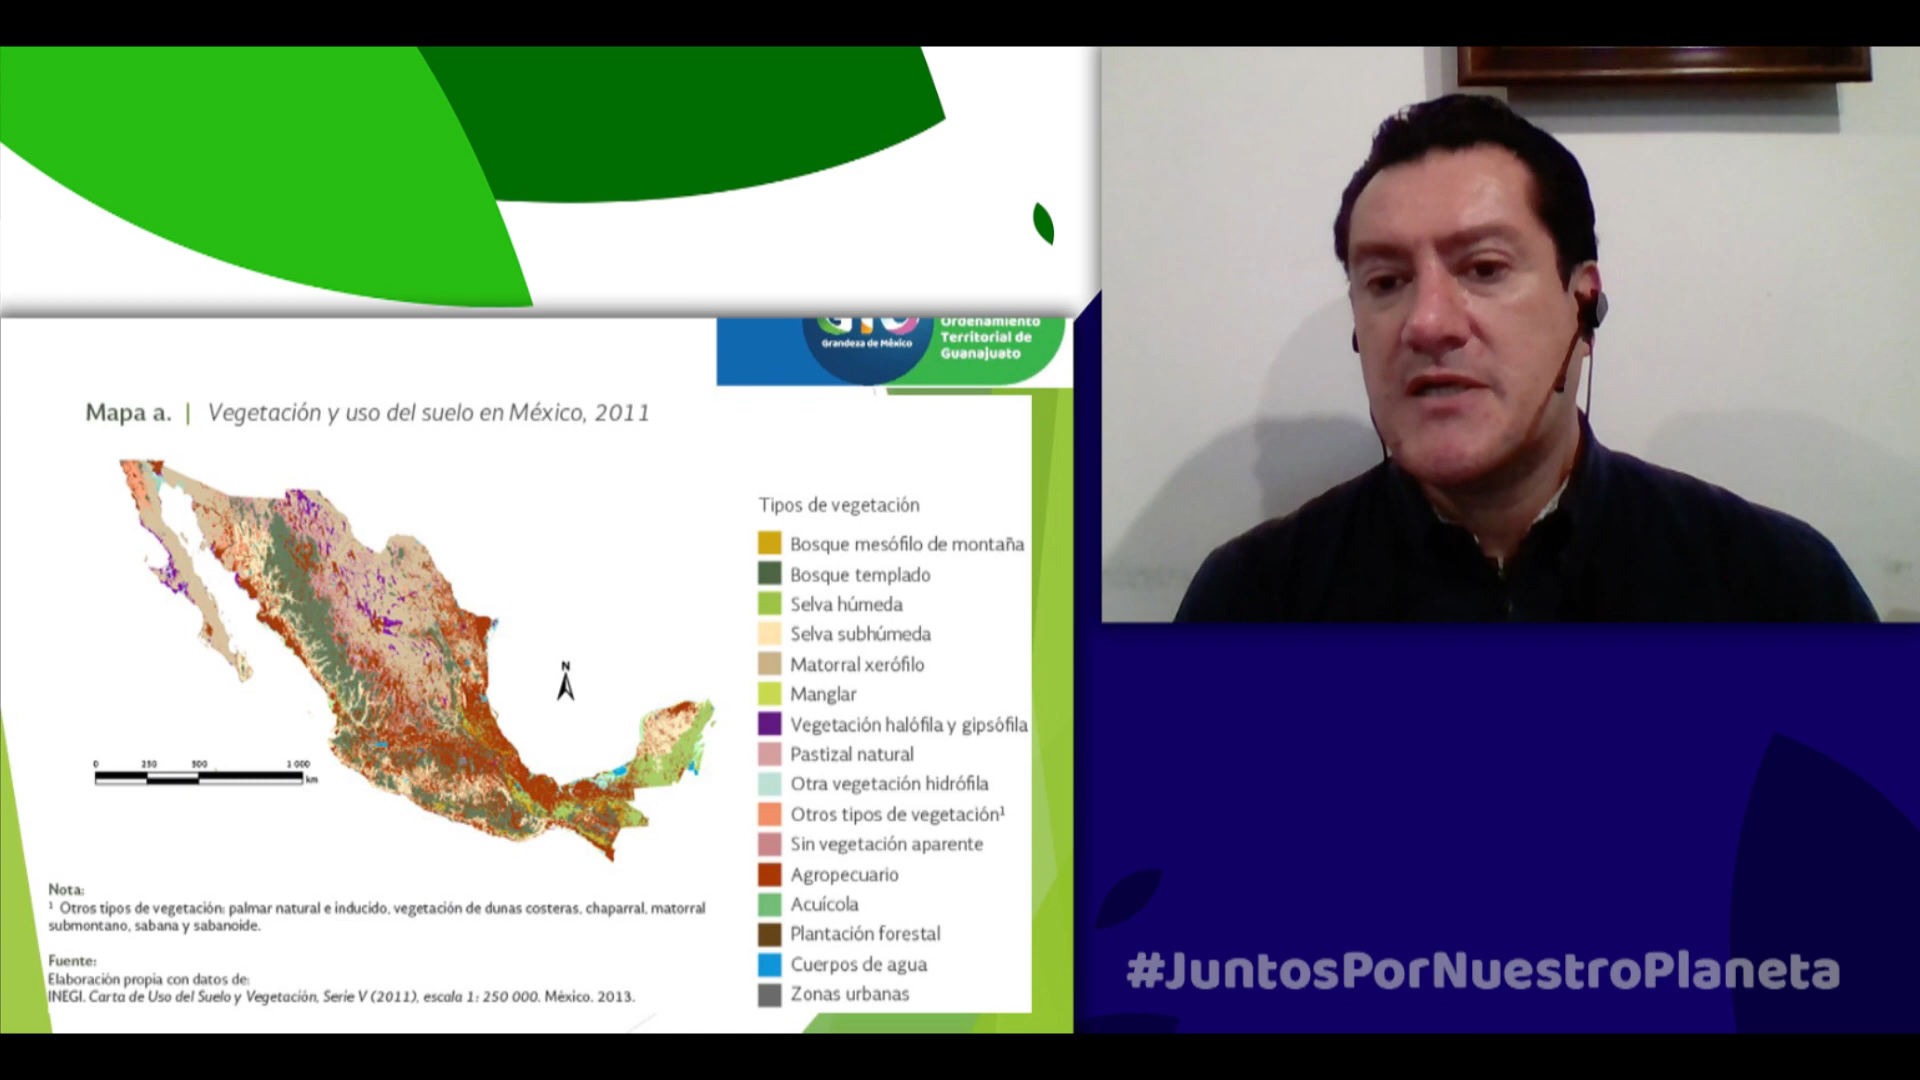 Grandeza de México
Ordenamiento
Territorial de
Guanajuato
Mapa a. | Vegetación y uso del suelo en México, 2011
Tipos de vegetación
Bosque mesófilo de montaña
Bosque templado
Selva húmeda
Selva subhúmeda
Matorral xerófilo
Manglar
Vegetación halófila y gipsófila
Pastizal natural
Otra vegetación hidrófila
Otros tipos de vegetación¹
Sin vegetación aparente
Agropecuario
Acuícola
Plantación forestal
Cuerpos de agua
Zonas urbanas
N
0 250 500 1 000
km
Nota:
¹ Otros tipos de vegetación: palmar natural e inducido, vegetación de dunas costeras, chaparral, matorral
submontano, sabana y sabanoide.
Fuente:
Elaboración propia con datos de:
INEGI. Carta de Uso del Suelo y Vegetación, Serie V (2011), escala 1: 250 000. México. 2013.
#JuntosPorNuestroPlaneta